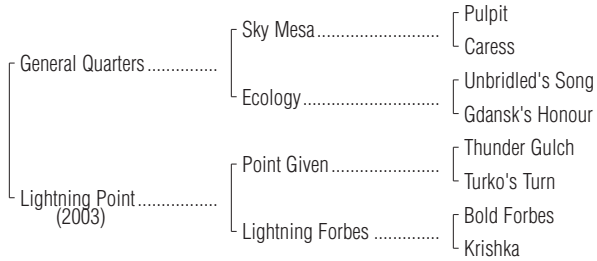 Pulpit
Sky Mesa
Caress
General Quarters
Unbridled's Song
Ecology
Gdansk's Honour
Thunder Gulch
Point Given
Turko's Turn
Lightning Point
(2003)
Bold Forbes
Lightning Forbes
Krishka